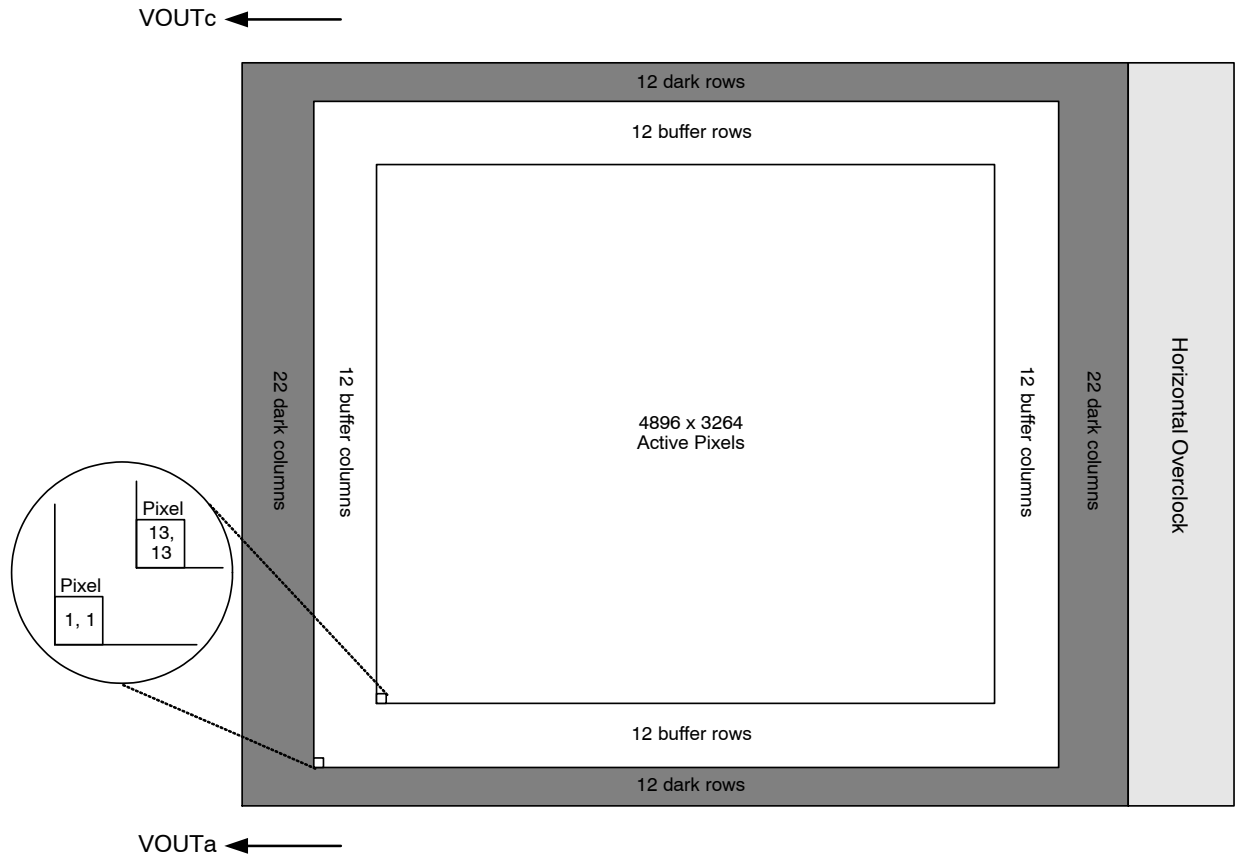 VOUTc
12 dark rows
12 buffer rows
22 dark columns
12 buffer columns
4896 x 3264
Active Pixels
12 buffer columns
22 dark columns
Horizontal Overclock
Pixel
13,
13
Pixel
1, 1
12 buffer rows
12 dark rows
VOUTa